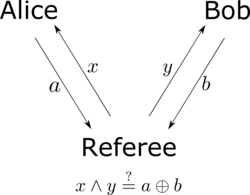 Alice Bob
a x y b
Referee
x ∧ y ≟ a ⊕ b